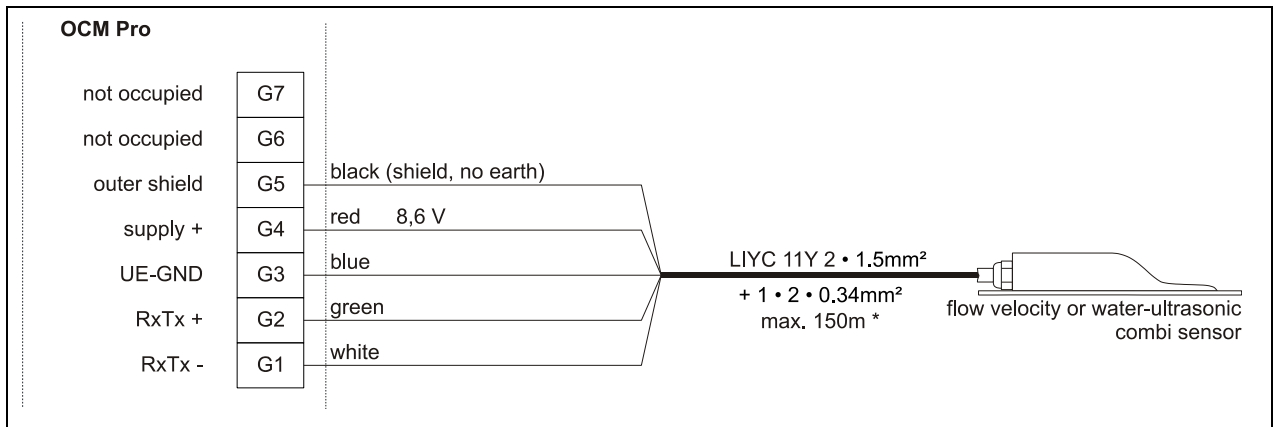 OCM Pro
not occupied G7
not occupied G6
outer shield G5 black (shield, no earth)
supply + G4 red 8,6 V
UE-GND G3 blue
RxTx + G2 green
RxTx - G1 white
LIYC 11Y 2 • 1.5mm²
+ 1 • 2 • 0.34mm²
max. 150m *
flow velocity or water-ultrasonic
combi sensor